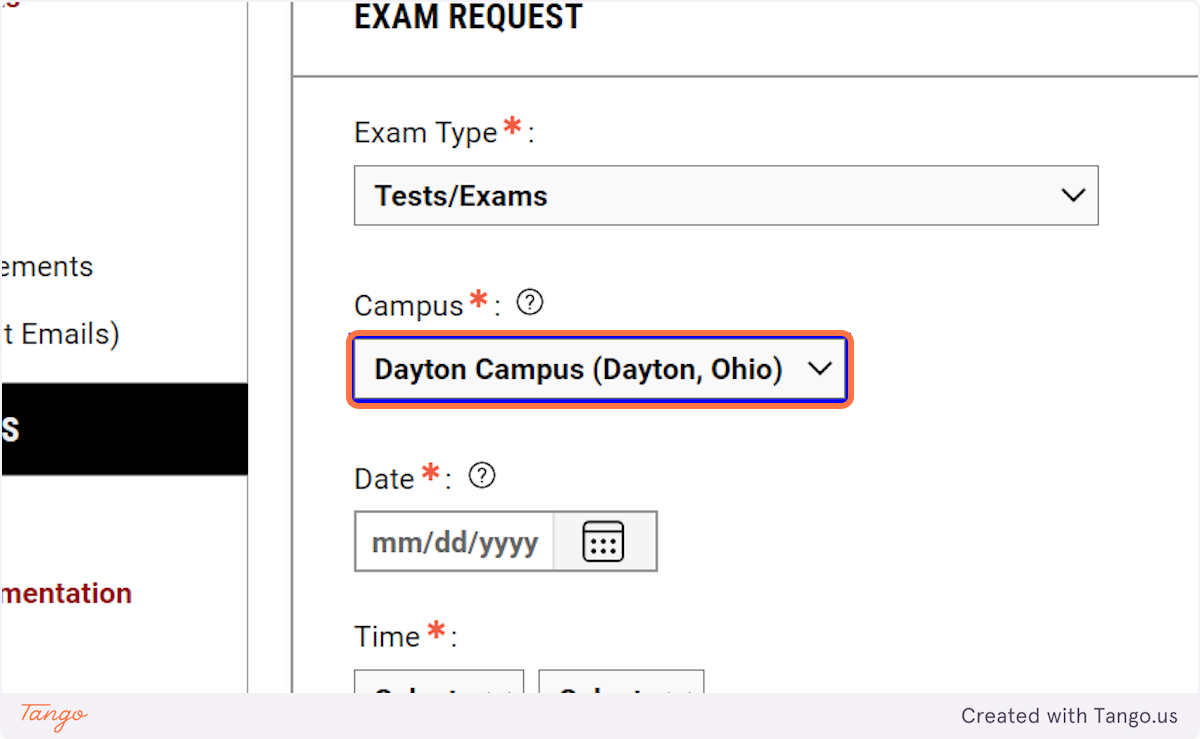 EXAM REQUEST
Exam Type * :
Tests/Exams
ements
Campus * : ?
t Emails)
Dayton Campus (Dayton, Ohio)
S
Date * : ?
mm/dd/yyyy
mentation
Time * :
Tango
Created with Tango.us